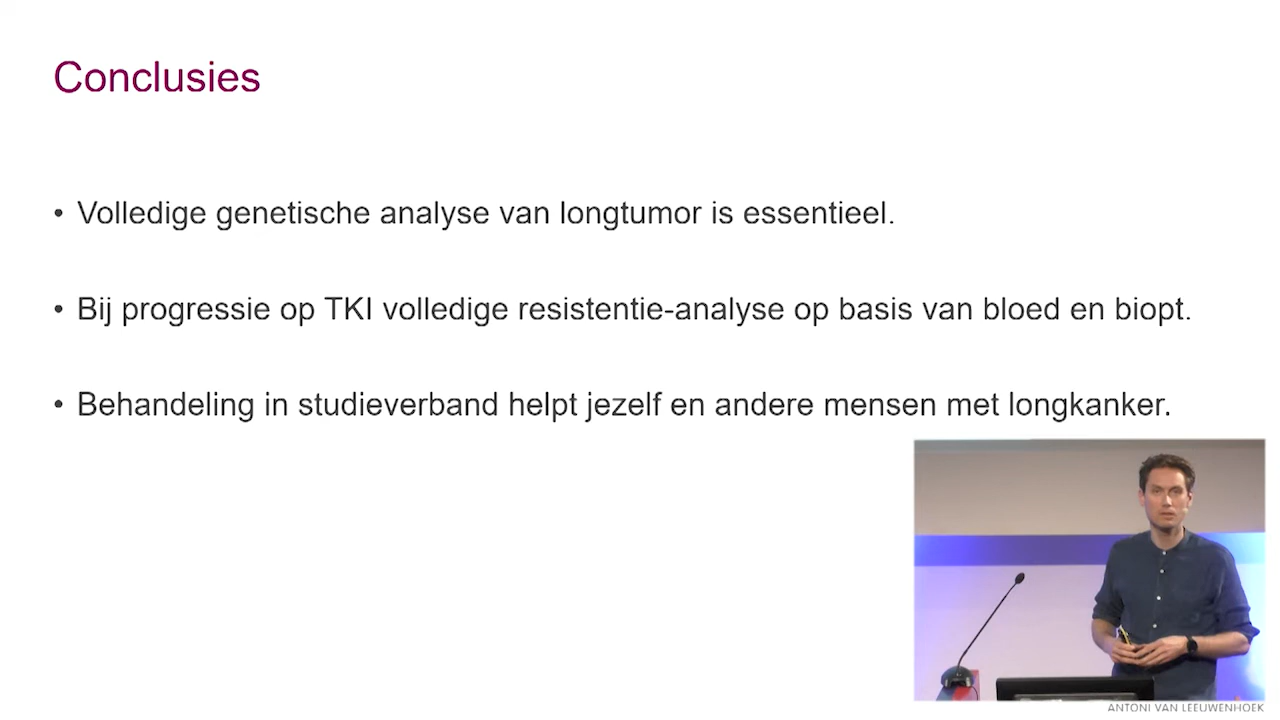 Conclusies
• Volledige genetische analyse van longtumor is essentieel.
• Bij progressie op TKI volledige resistentie-analyse op basis van bloed en biopt.
• Behandeling in studieverband helpt jezelf en andere mensen met longkanker.
ANTONI VAN LEEUWENHOEK